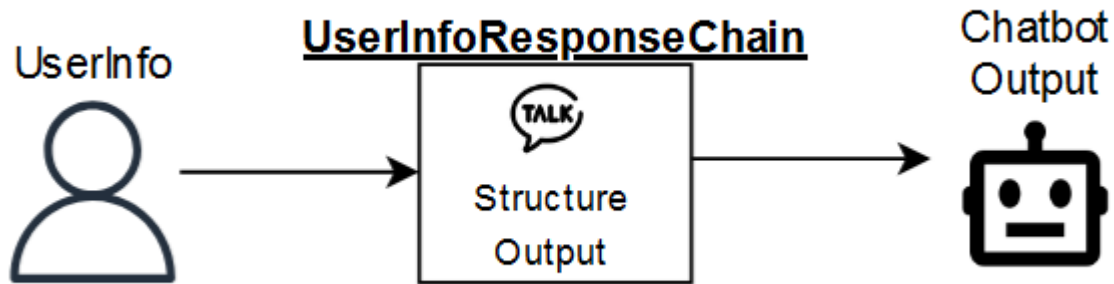 UserInfo
UserInfoResponseChain
TALK
Structure
Output
Chatbot
Output